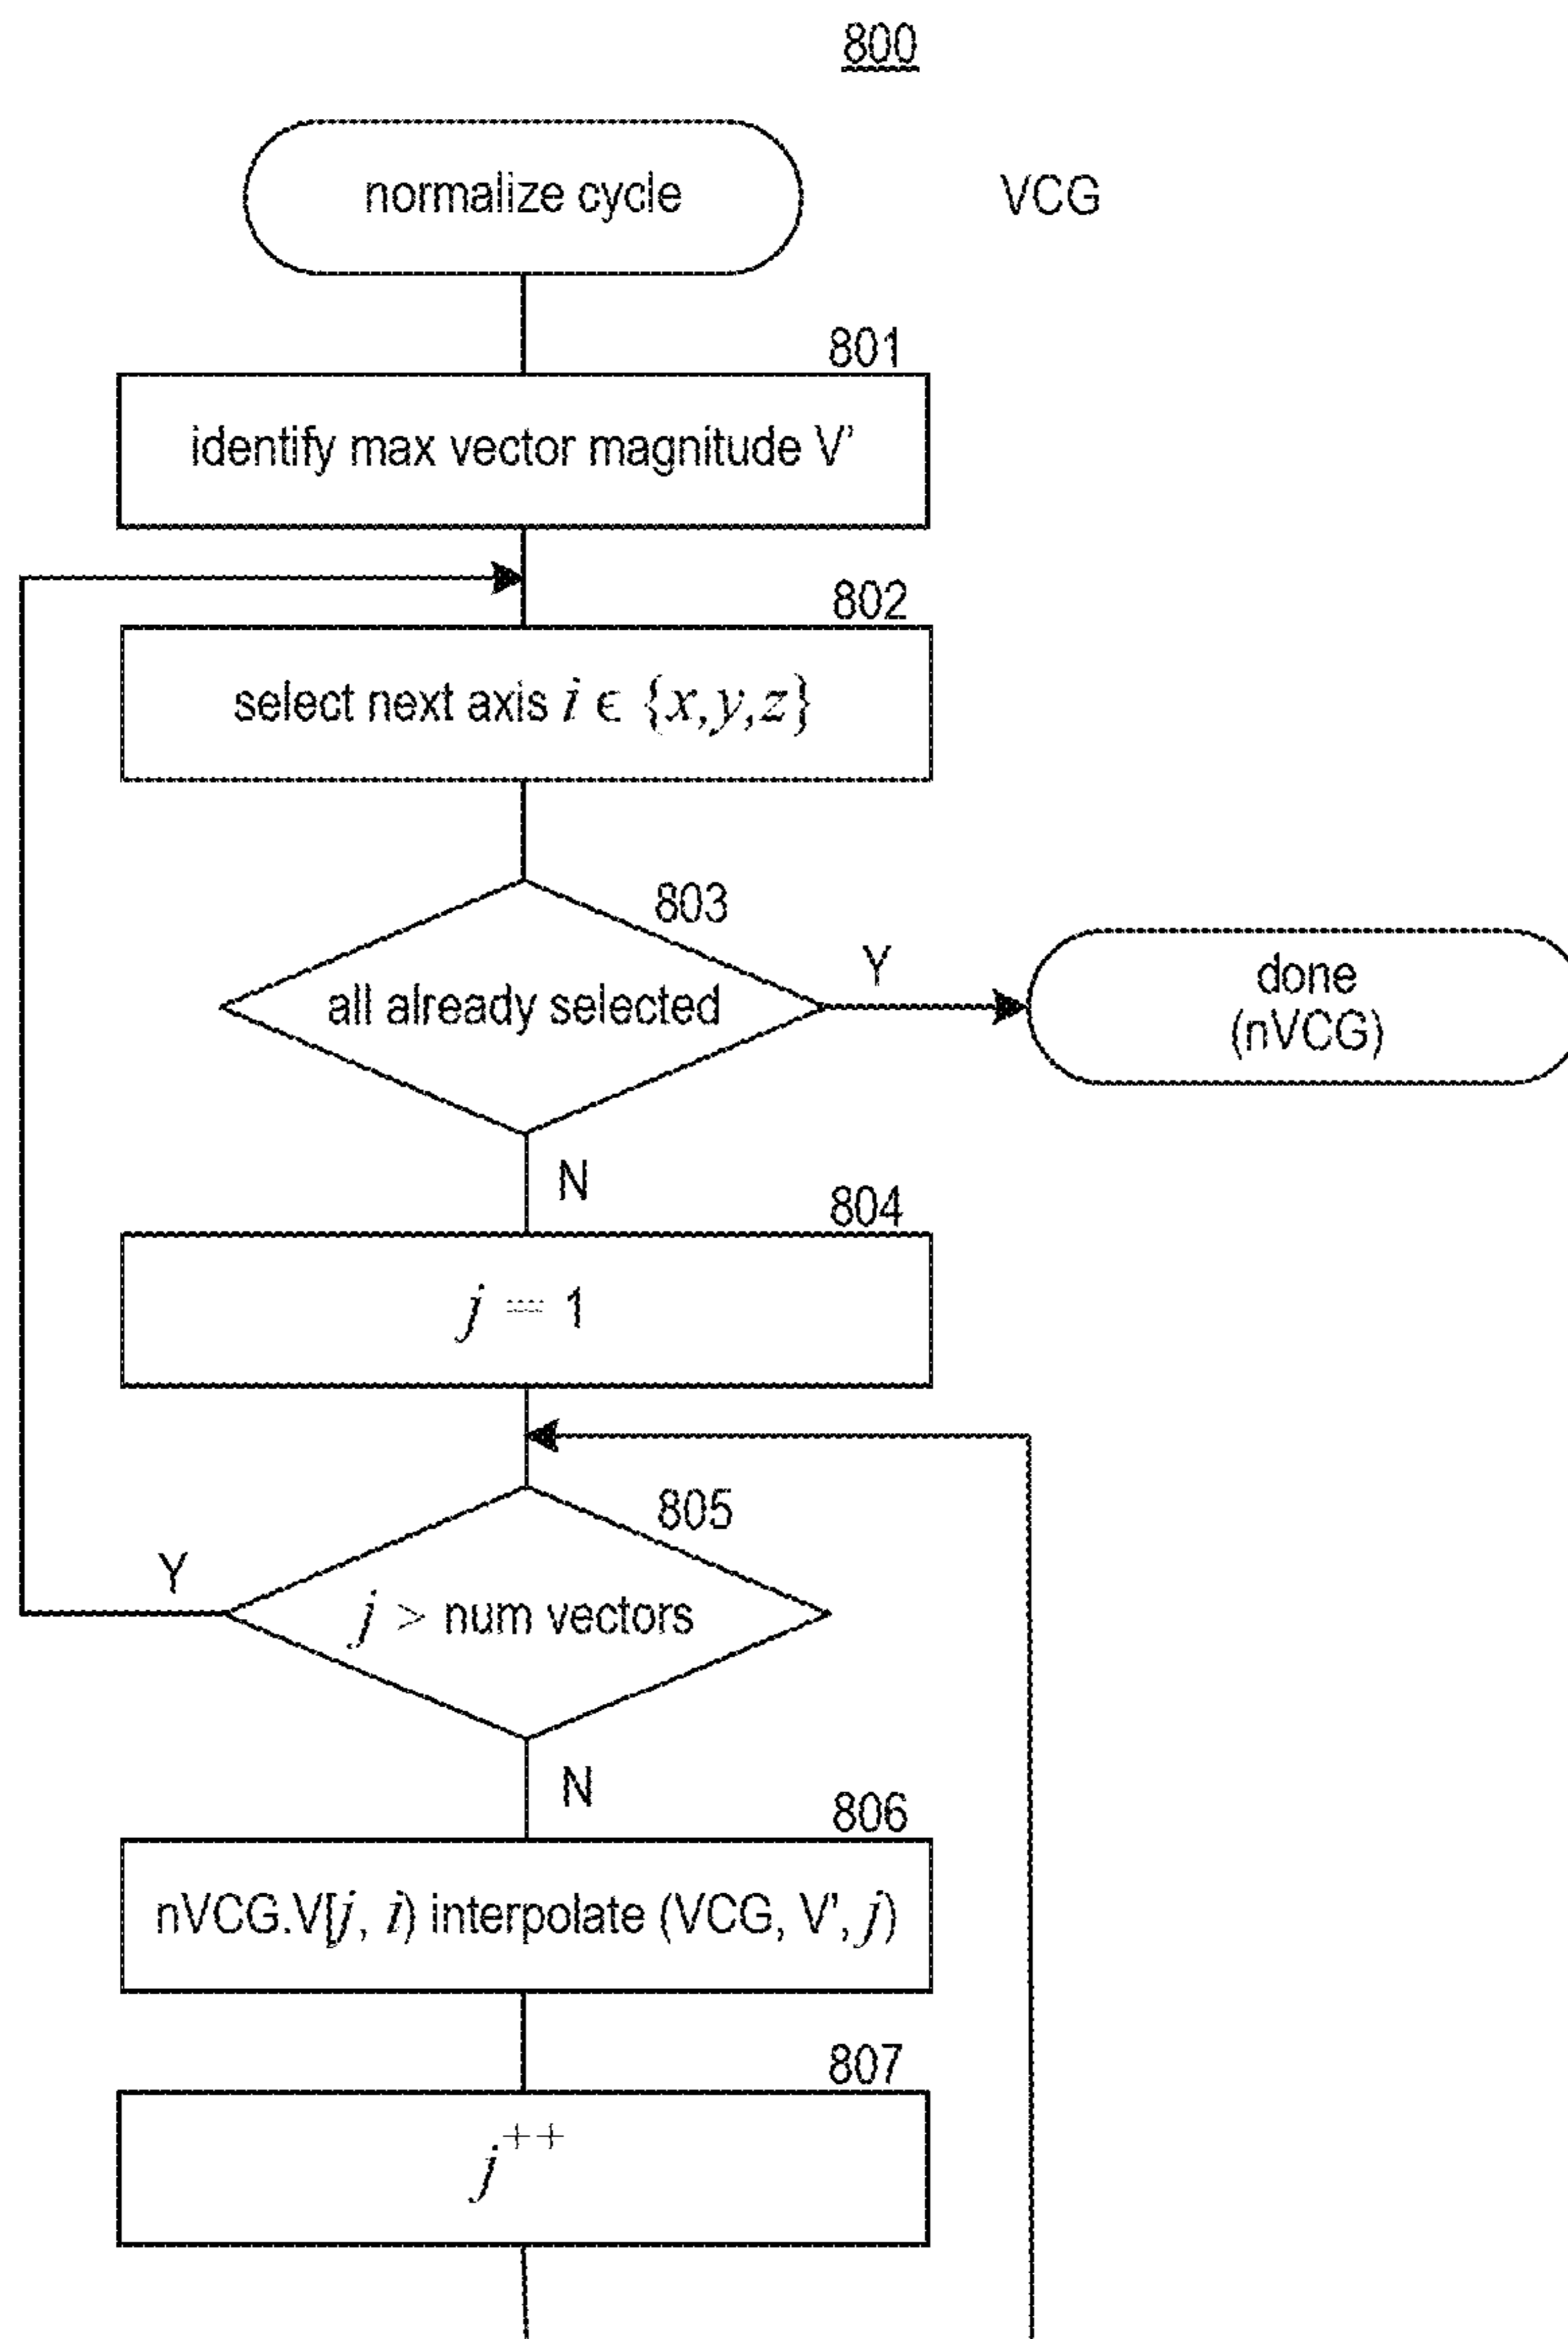 800
normalize cycle
VCG
801
identify max vector magnitude V’
802
select next axis i ϵ {x,y,z}
803
all already selected
Y
done
(nVCG)
N
804
j = 1
805
Y
j > num vectors
N
806
nVCG.V[j, i) interpolate (VCG, V’, j)
807
j++